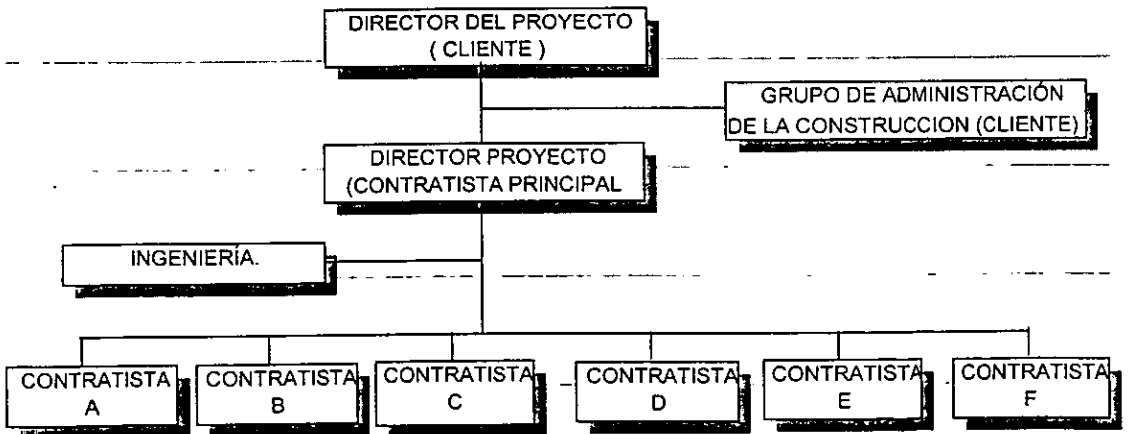 DIRECTOR DEL PROYECTO
( CLIENTE )
GRUPO DE ADMINISTRACIÓN
DE LA CONSTRUCCION (CLIENTE)
DIRECTOR PROYECTO
(CONTRATISTA PRINCIPAL
INGENIERÍA.
CONTRATISTA
A
CONTRATISTA
B
CONTRATISTA
C
CONTRATISTA
D
CONTRATISTA
E
CONTRATISTA
F